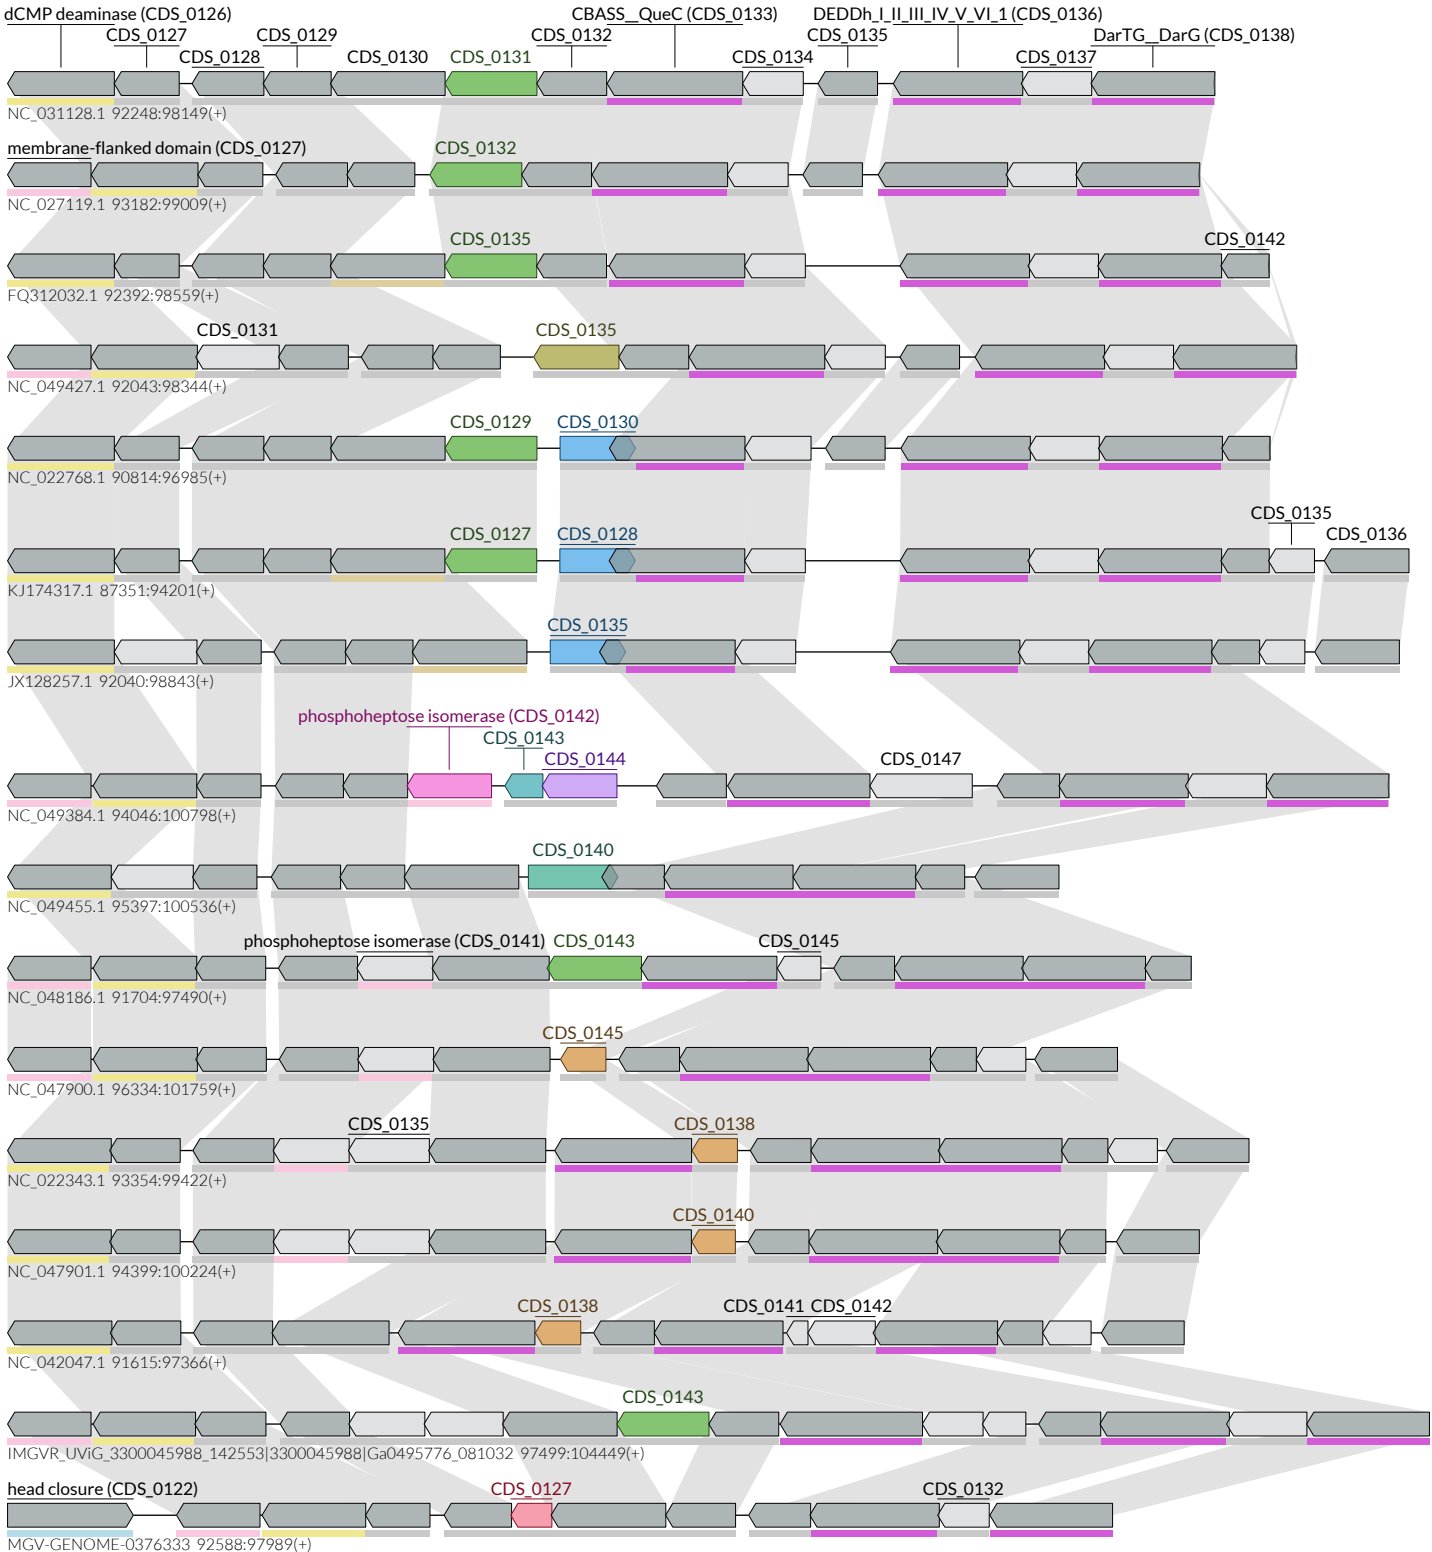 dCMP deaminase (CDS_0126) CBASS__QueC (CDS_0133) DEDDh_I_II_III_IV_V_VI_1 (CDS_0136)
CDS_0127 CDS_0129 CDS_0132 CDS_0135 DarTG__DarG (CDS_0138)
CDS_0128 CDS_0130 CDS_0131 CDS_0134 CDS_0137
NC_031128.1 92248:98149(+)
membrane-flanked domain (CDS_0127) CDS_0132
NC_027119.1 93182:99009(+)
CDS_0135 CDS_0142
FQ312032.1 92392:98559(+)
CDS_0131 CDS_0135
NC_049427.1 92043:98344(+)
CDS_0129 CDS_0130
NC_022768.1 90814:96985(+)
CDS_0135
CDS_0127 CDS_0128 CDS_0136
KJ174317.1 87351:94201(+)
CDS_0135
JX128257.1 92040:98843(+)
phosphoheptose isomerase (CDS_0142)
CDS_0143
CDS_0144 CDS_0147
NC_049384.1 94046:100798(+)
CDS_0140
NC_049455.1 95397:100536(+)
phosphoheptose isomerase (CDS_0141) CDS_0143 CDS_0145
NC_048186.1 91704:97490(+)
CDS_0145
NC_047900.1 96334:101759(+)
CDS_0135 CDS_0138
NC_022343.1 93354:99422(+)
CDS_0140
NC_047901.1 94399:100224(+)
CDS_0138 CDS_0141 CDS_0142
NC_042047.1 91615:97366(+)
CDS_0143
IMGVR_UViG_3300045988_142553|3300045988|Ga0495776_081032 97499:104449(+)
head closure (CDS_0122) CDS_0127 CDS_0132
MGV-GENOME-0376333 92588:97989(+)